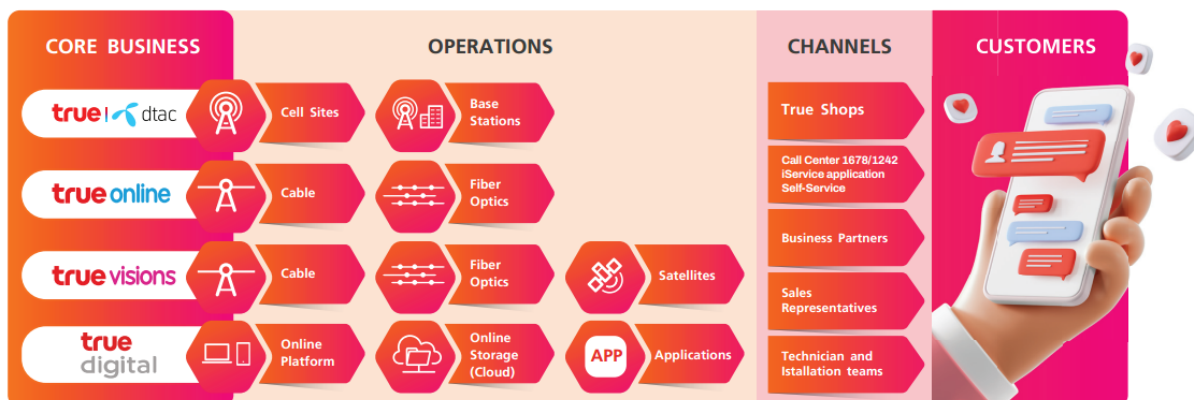 CORE BUSINESS
OPERATIONS
CHANNELS
CUSTOMERS
true dtac
Cell Sites
Base
Stations
true online
Cable
Fiber
Optics
true visions
Cable
Fiber
Optics
Satellites
true
digital
Online
Platform
Online
Storage
(Cloud)
APP
Applications
True Shops
Call Center 1678/1242
iService application
Self-Service
Business Partners
Sales
Representatives
Technician and
Istallation teams